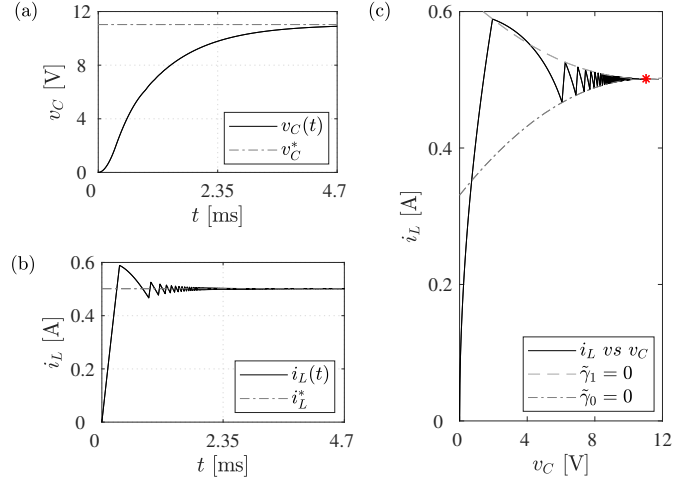 (a)
12
8
4
0
v_C [V]
v_C(t)
v_C^*
0
2.35
4.7
t [ms]
(b)
0.6
0.4
0.2
0
i_L [A]
i_L(t)
i_L^*
0
2.35
4.7
t [ms]
(c)
0.6
0.4
0.2
0
i_L [A]
i_L vs v_C
γ̃_1 = 0
γ̃_0 = 0
0
4
8
12
v_C [V]